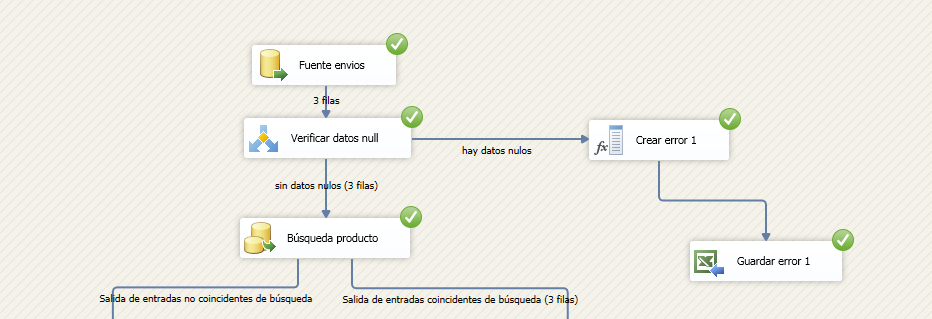 Fuente envios
3 filas
Verificar datos null
hay datos nulos
fx
Crear error 1
sin datos nulos (3 filas)
Búsqueda producto
Guardar error 1
Salida de entradas no coincidentes de búsqueda
Salida de entradas coincidentes de búsqueda (3 filas)